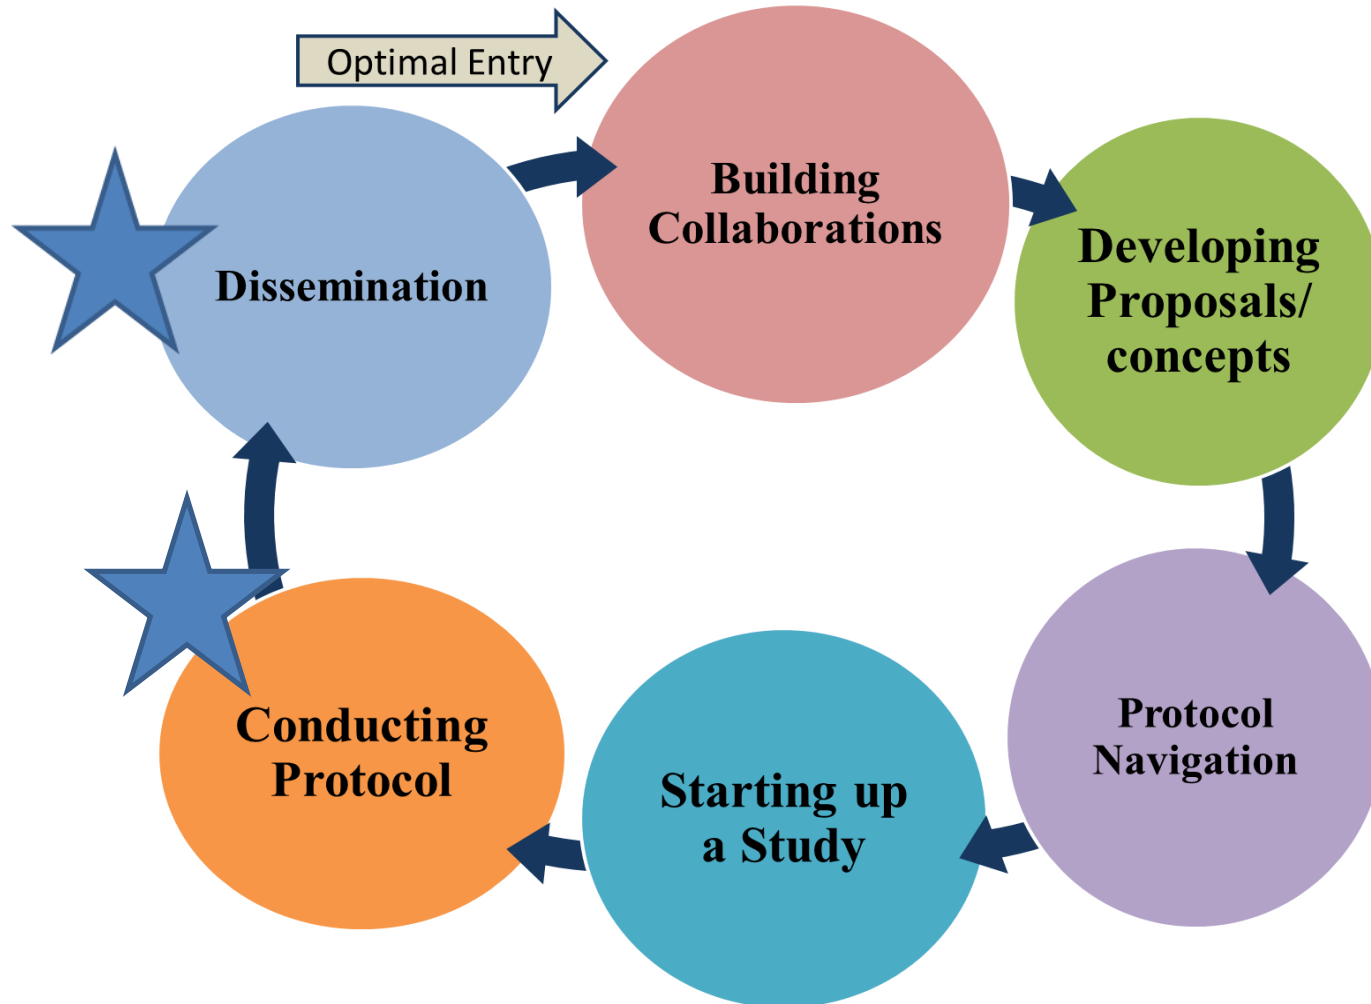 Optimal Entry
Building
Collaborations
Developing
Proposals/
concepts
Protocol
Navigation
Starting up
a Study
Conducting
Protocol
Dissemination